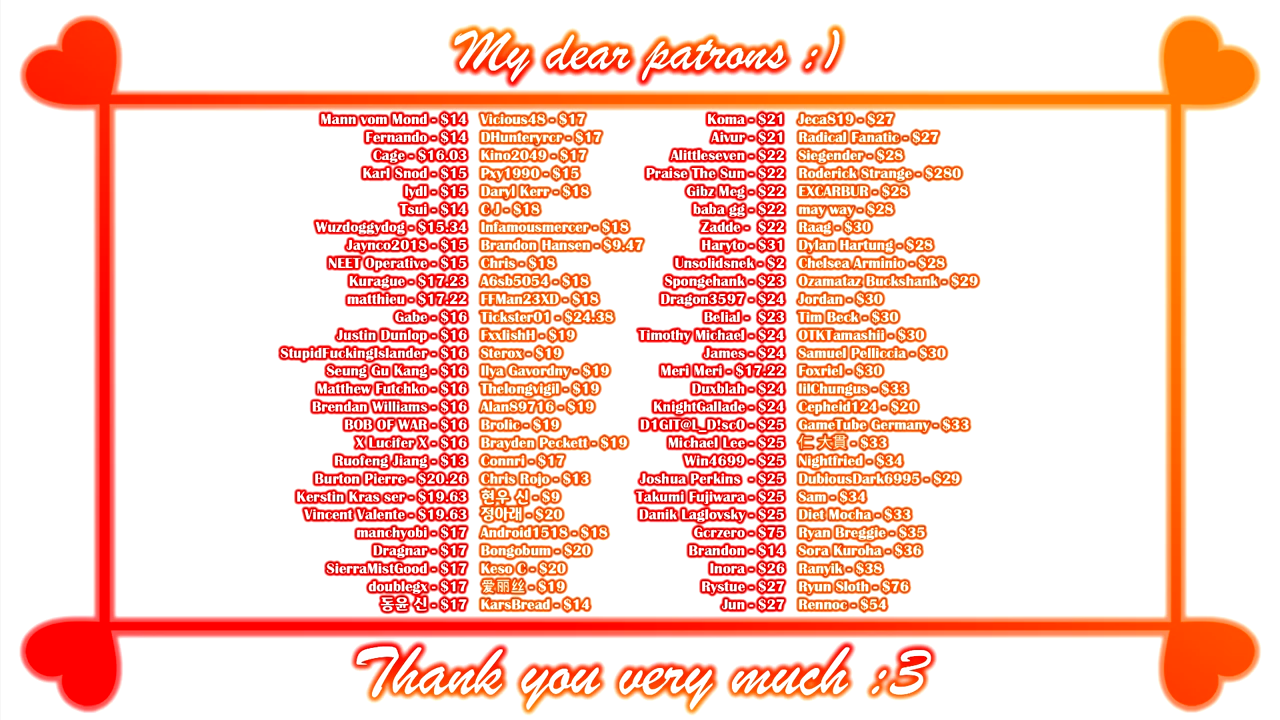 My dear patrons :)
Mann vom Mond - $14
Fernando - $14
Cage - $16.03
Karl Snod - $15
lydl - $15
Tsui - $14
Wuzdoggydog - $15.34
Jaynco2018 - $15
NEET Operative - $15
Kurague - $17.23
matthieu - $17.22
Gabe - $16
Justin Dunlop - $16
StupidFuckingIslander - $16
Seung Gu Kang - $16
Matthew Futchko - $16
Brendan Williams - $16
BOB OF WAR - $16
X Lucifer X - $16
Ruofeng Jiang - $13
Burton Pierre - $20.26
Kerstin Kras ser - $19.63
Vincent Valente - $19.63
manchyobi - $17
Dragnar - $17
SierraMistGood - $17
doublegx - $17
동윤 신 - $17
Vicious48 - $17
DHunteryrcr - $17
Kino2049 - $17
Pxy1990 - $15
Daryl Kerr - $18
C J - $18
Infamousmercer - $18
Brandon Hansen - $9.47
Chris - $18
A6sb5054 - $18
FFMan23XD - $18
Tickster01 - $24.38
FxxlishH - $19
Sterox - $19
Ilya Gavordny - $19
Thelongvigil - $19
Alan89716 - $19
Brollc - $19
Brayden Peckett - $19
Connri - $17
Chris Rojo - $13
현우 신 - $9
정아래 - $20
Android1518 - $18
Bongobum - $20
Keso C - $20
爱丽丝 - $19
KarsBread - $14
Koma - $21
Aivur - $21
Alittleseven - $22
Praise The Sun - $22
Gibz Meg - $22
baba gg - $22
Zadde - $22
Haryto - $31
Unsolidsnek - $2
Spongehank - $23
Dragon3597 - $24
Belial - $23
Timothy Michael - $24
James - $24
Meri Meri - $17.22
Duxblah - $24
KnightGallade - $24
D1GIT@L_D!sc0 - $25
Michael Lee - $25
Win4699 - $25
Joshua Perkins - $25
Takumi Fujiwara - $25
Danik Laglovsky - $25
Gcrzero - $75
Brandon - $14
Inora - $26
Rystue - $27
Jun - $27
Jeca819 - $27
Radical Fanatic - $27
Siegender - $28
Roderick Strange - $280
EXCARBUR - $28
may way - $28
Raag - $30
Dylan Hartung - $28
Chelsea Arminio - $28
Ozamataz Buckshank - $29
Jordan - $30
Tim Beck - $30
OTKTamashii - $30
Samuel Pelliccia - $30
Foxriel - $30
lilChungus - $33
Cepheid124 - $20
GameTube Germany - $33
仁 大貫 - $33
Nightfried - $34
DubiousDark6995 - $29
Sam - $34
Diet Mocha - $33
Ryan Breggie - $35
Sora Kuroha - $36
Ranyik - $38
Ryun Sloth - $76
Rennoc - $54
Thank you very much :3